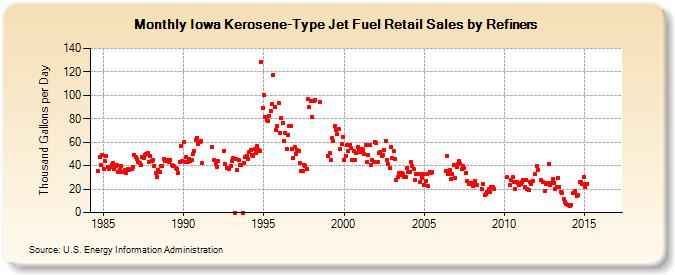 Monthly Iowa Kerosene-Type Jet Fuel Retail Sales by Refiners
Thousand Gallons per Day
140
120
100
80
60
40
20
0
1985 1990 1995 2000 2005 2010 2015
Source: U.S. Energy Information Administration